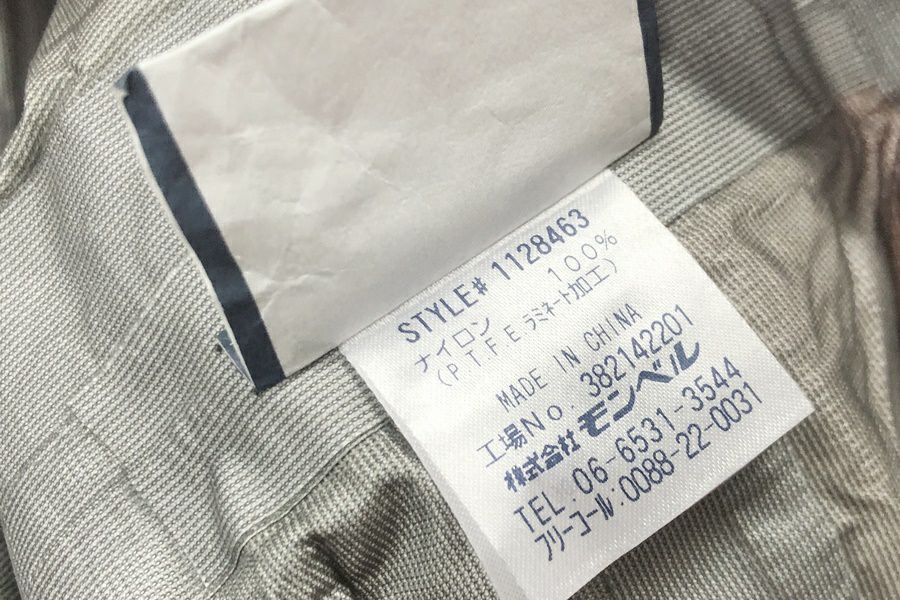 STYLE# 1128463
ナイロン 100%
(PTFEラミネート加工)
MADE IN CHINA
工場No. 382142201
株式会社モンベル
TEL.06-6531-3544
フリーコール:0088-22-0031